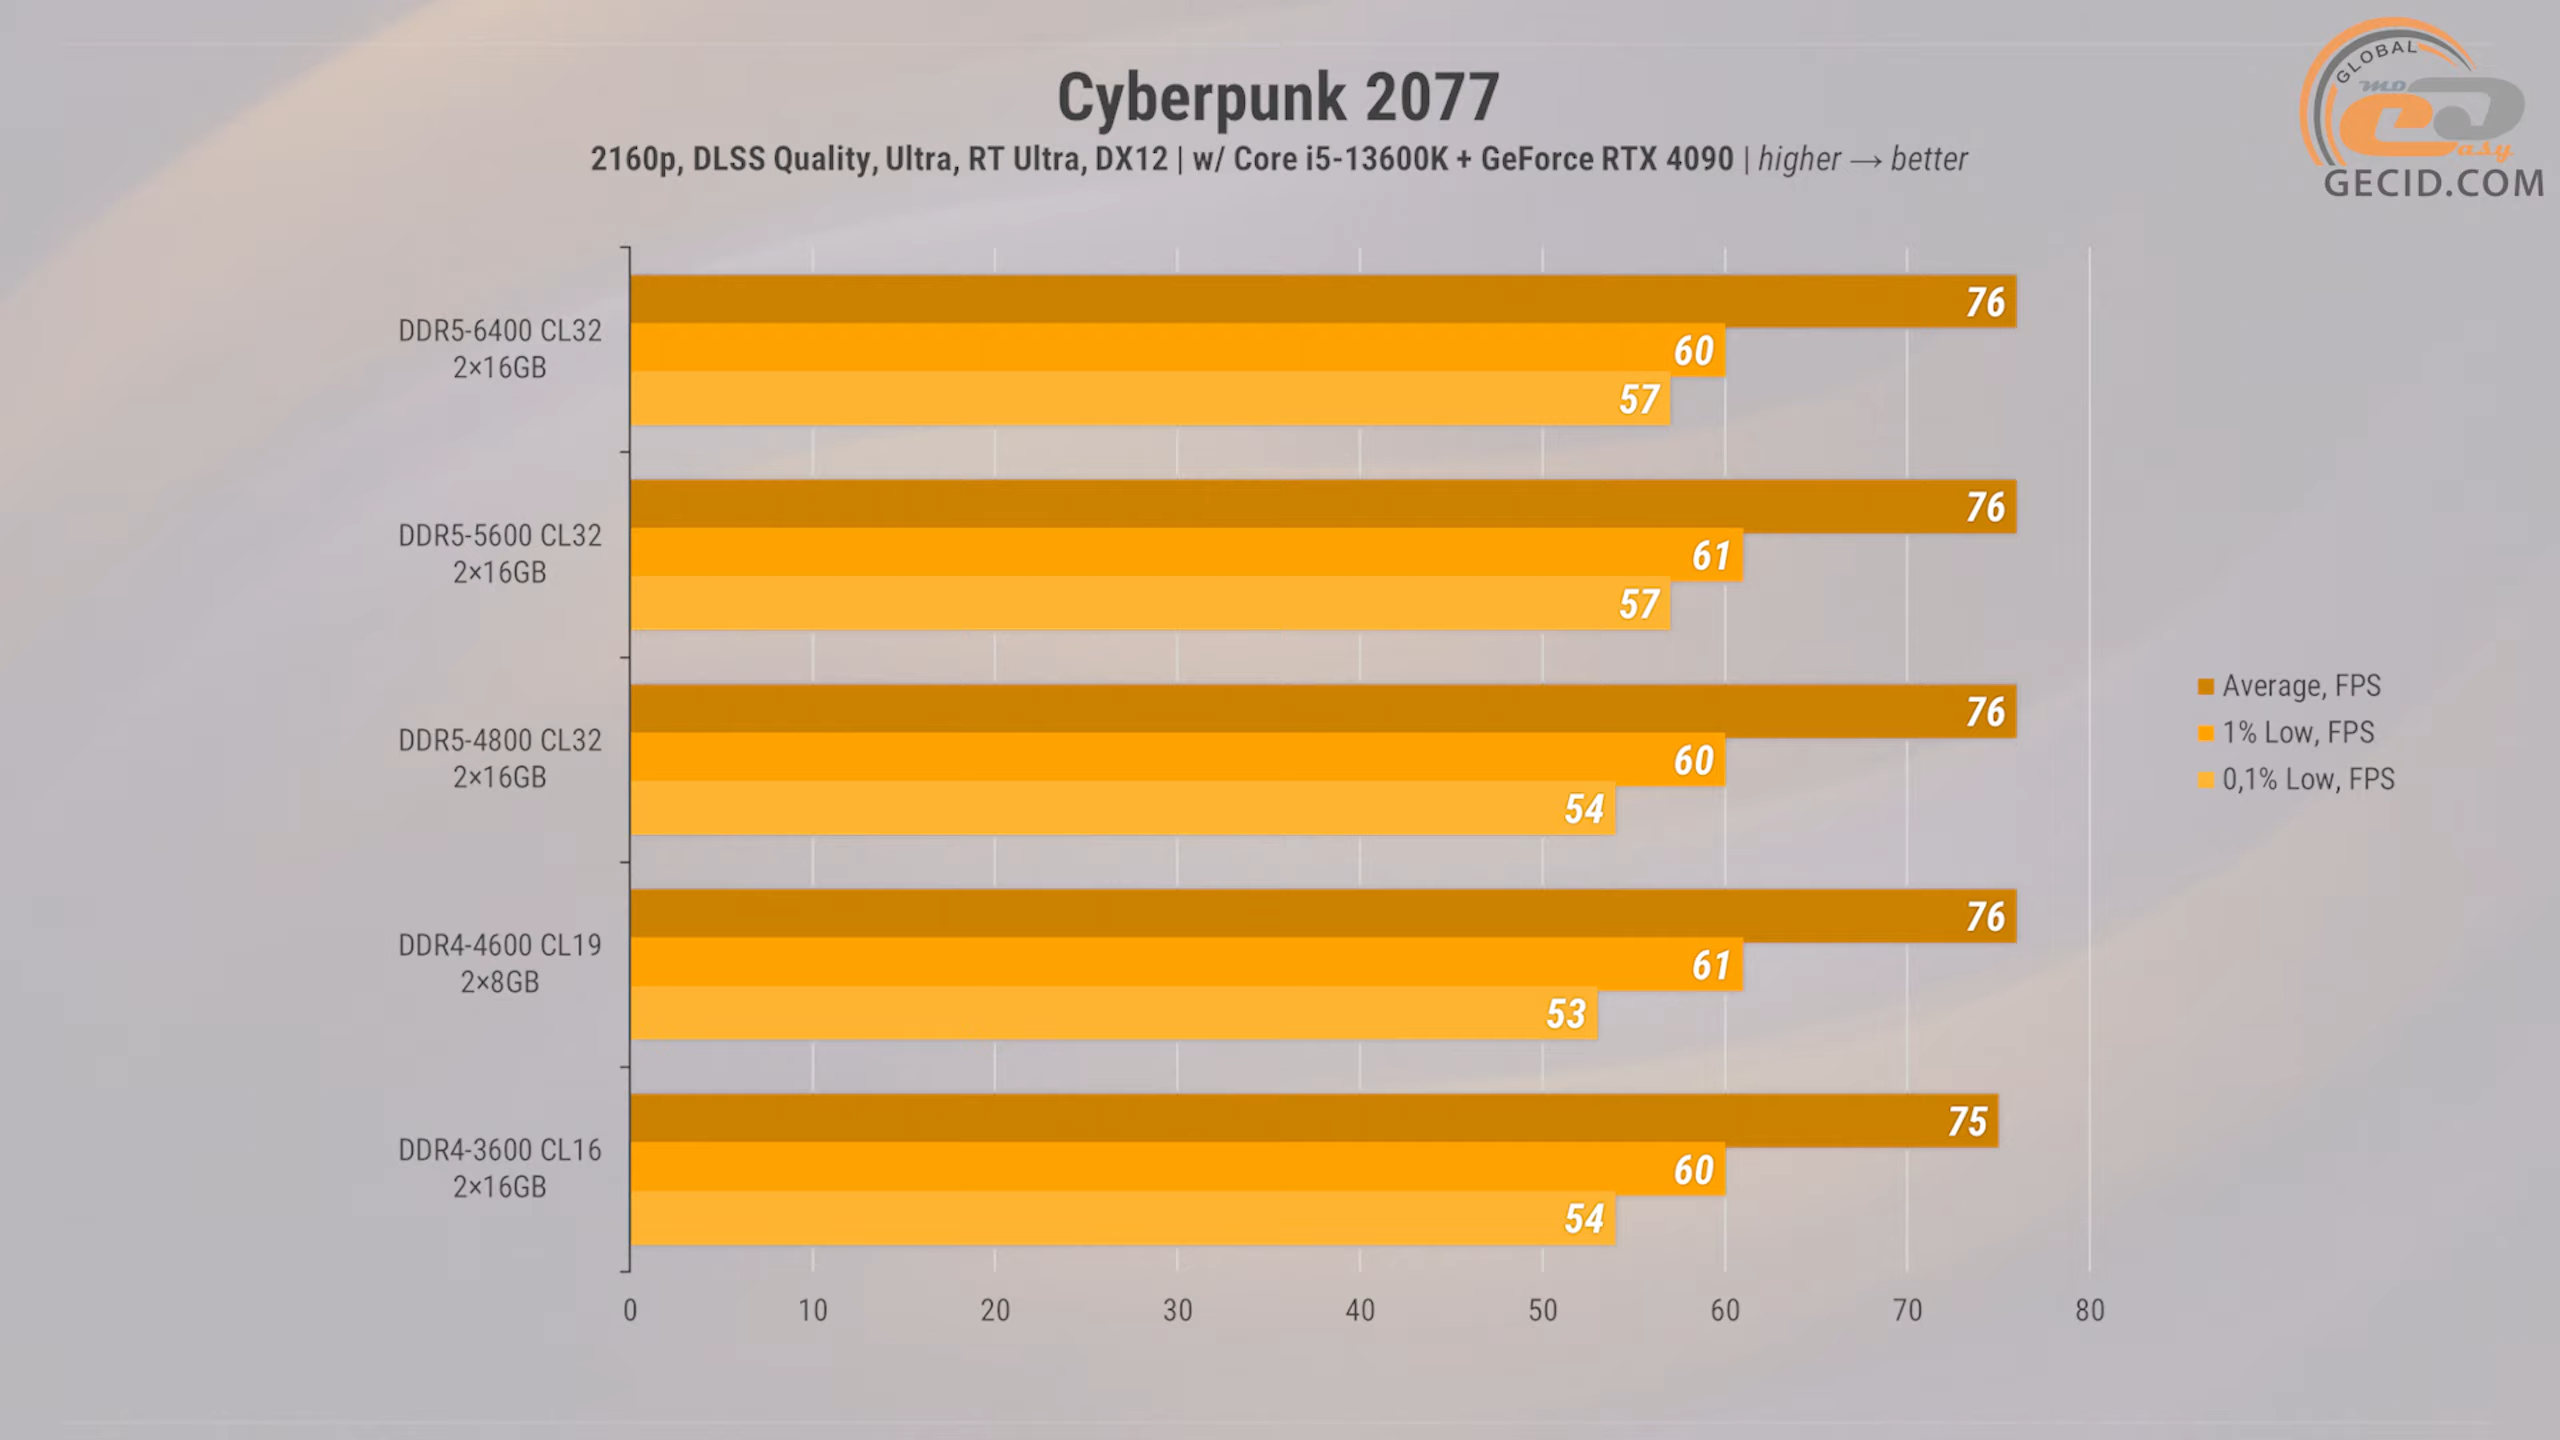 Cyberpunk 2077
2160p, DLSS Quality, Ultra, RT Ultra, DX12 | w/ Core i5-13600K + GeForce RTX 4090 | higher → better
GLOBAL
easy
GECID.COM
DDR5-6400 CL32
2×16GB
76
60
57
DDR5-5600 CL32
2×16GB
76
61
57
DDR5-4800 CL32
2×16GB
76
60
54
DDR4-4600 CL19
2×8GB
76
61
53
DDR4-3600 CL16
2×16GB
75
60
54
Average, FPS
1% Low, FPS
0,1% Low, FPS
0 10 20 30 40 50 60 70 80